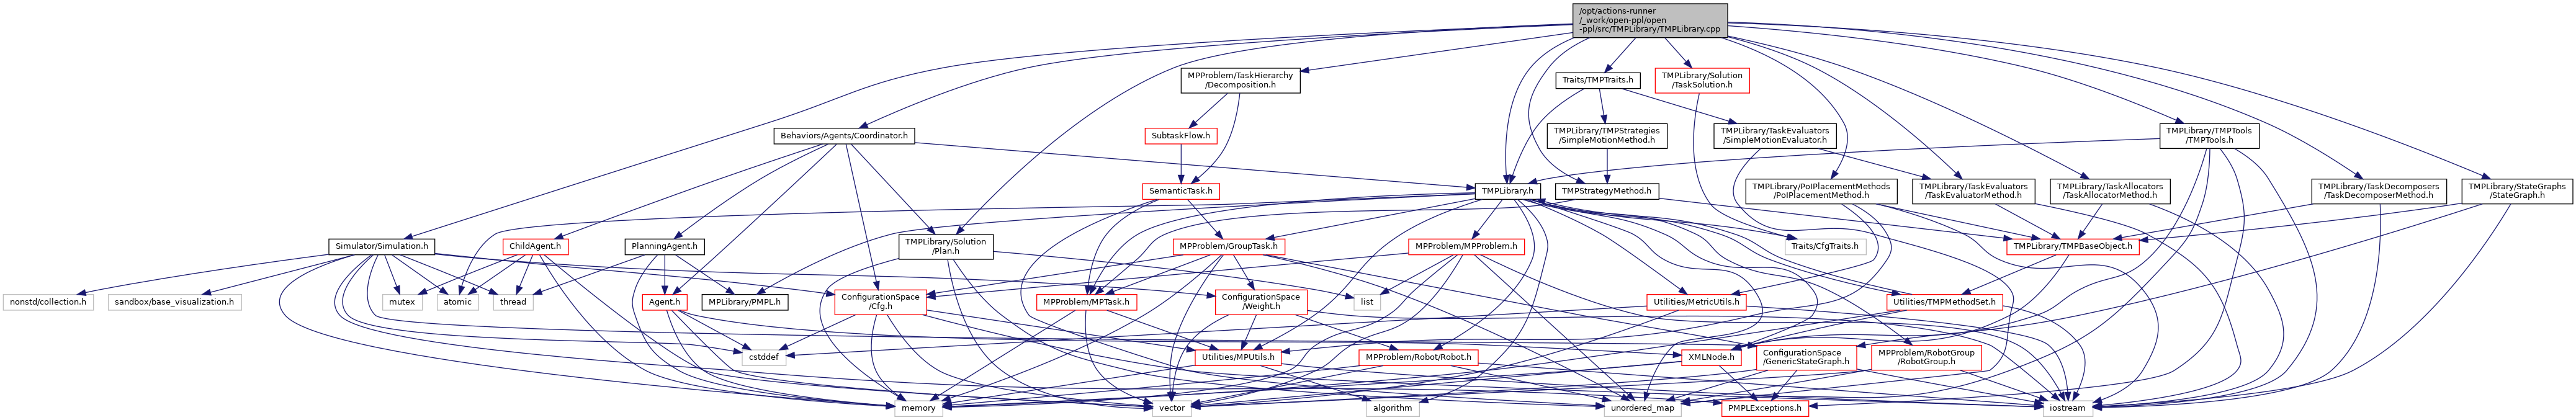 /opt/actions-runner
/_work/open-ppl/open
-ppl/src/TMPLibrary/TMPLibrary.cpp
MPProblem/TaskHierarchy
/Decomposition.h
Traits/TMPTraits.h
TMPLibrary/Solution
/TaskSolution.h
Behaviors/Agents/Coordinator.h
SubtaskFlow.h
TMPLibrary/TMPStrategies
/SimpleMotionMethod.h
TMPLibrary/TaskEvaluators
/SimpleMotionEvaluator.h
TMPLibrary/TMPTools
/TMPTools.h
SemanticTask.h
TMPLibrary.h
TMPStrategyMethod.h
TMPLibrary/PoIPlacementMethods
/PoIPlacementMethod.h
TMPLibrary/TaskEvaluators
/TaskEvaluatorMethod.h
TMPLibrary/TaskAllocators
/TaskAllocatorMethod.h
TMPLibrary/TaskDecomposers
/TaskDecomposerMethod.h
TMPLibrary/StateGraphs
/StateGraph.h
Simulator/Simulation.h
ChildAgent.h
PlanningAgent.h
TMPLibrary/Solution
/Plan.h
MPProblem/GroupTask.h
MPProblem/MPProblem.h
Traits/CfgTraits.h
TMPLibrary/TMPBaseObject.h
nonstd/collection.h
sandbox/base_visualization.h
mutex
atomic
thread
Agent.h
MPLibrary/PMPL.h
ConfigurationSpace
/Cfg.h
MPProblem/MPTask.h
ConfigurationSpace
/Weight.h
list
Utilities/MetricUtils.h
Utilities/TMPMethodSet.h
cstddef
Utilities/MPUtils.h
MPProblem/Robot/Robot.h
XMLNode.h
ConfigurationSpace
/GenericStateGraph.h
MPProblem/RobotGroup
/RobotGroup.h
memory
vector
algorithm
unordered_map
PMPLExceptions.h
iostream